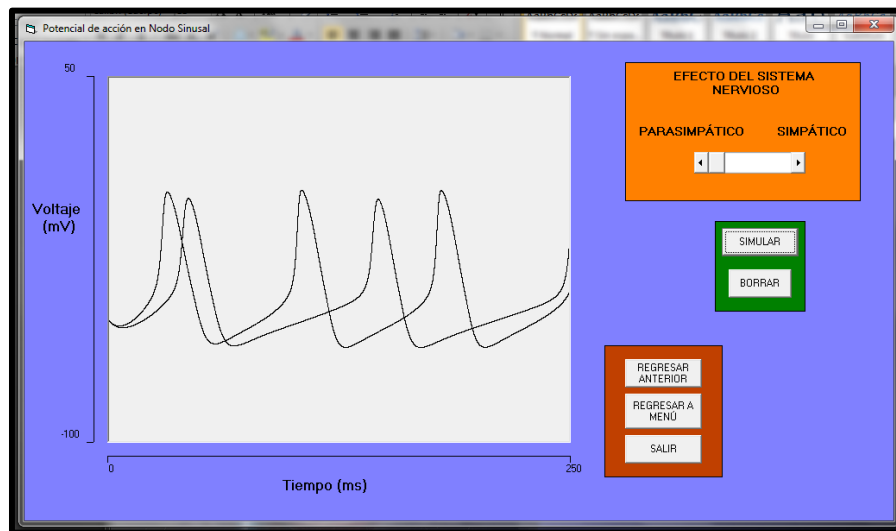 Potencial de acción en Nodo Sinusal
50
Voltaje
(mV)
-100
0
250
Tiempo (ms)
EFECTO DEL SISTEMA
NERVIOSO
PARASIMPÁTICO SIMPÁTICO
SIMULAR
BORRAR
REGRESAR
ANTERIOR
REGRESAR A
MENÚ
SALIR